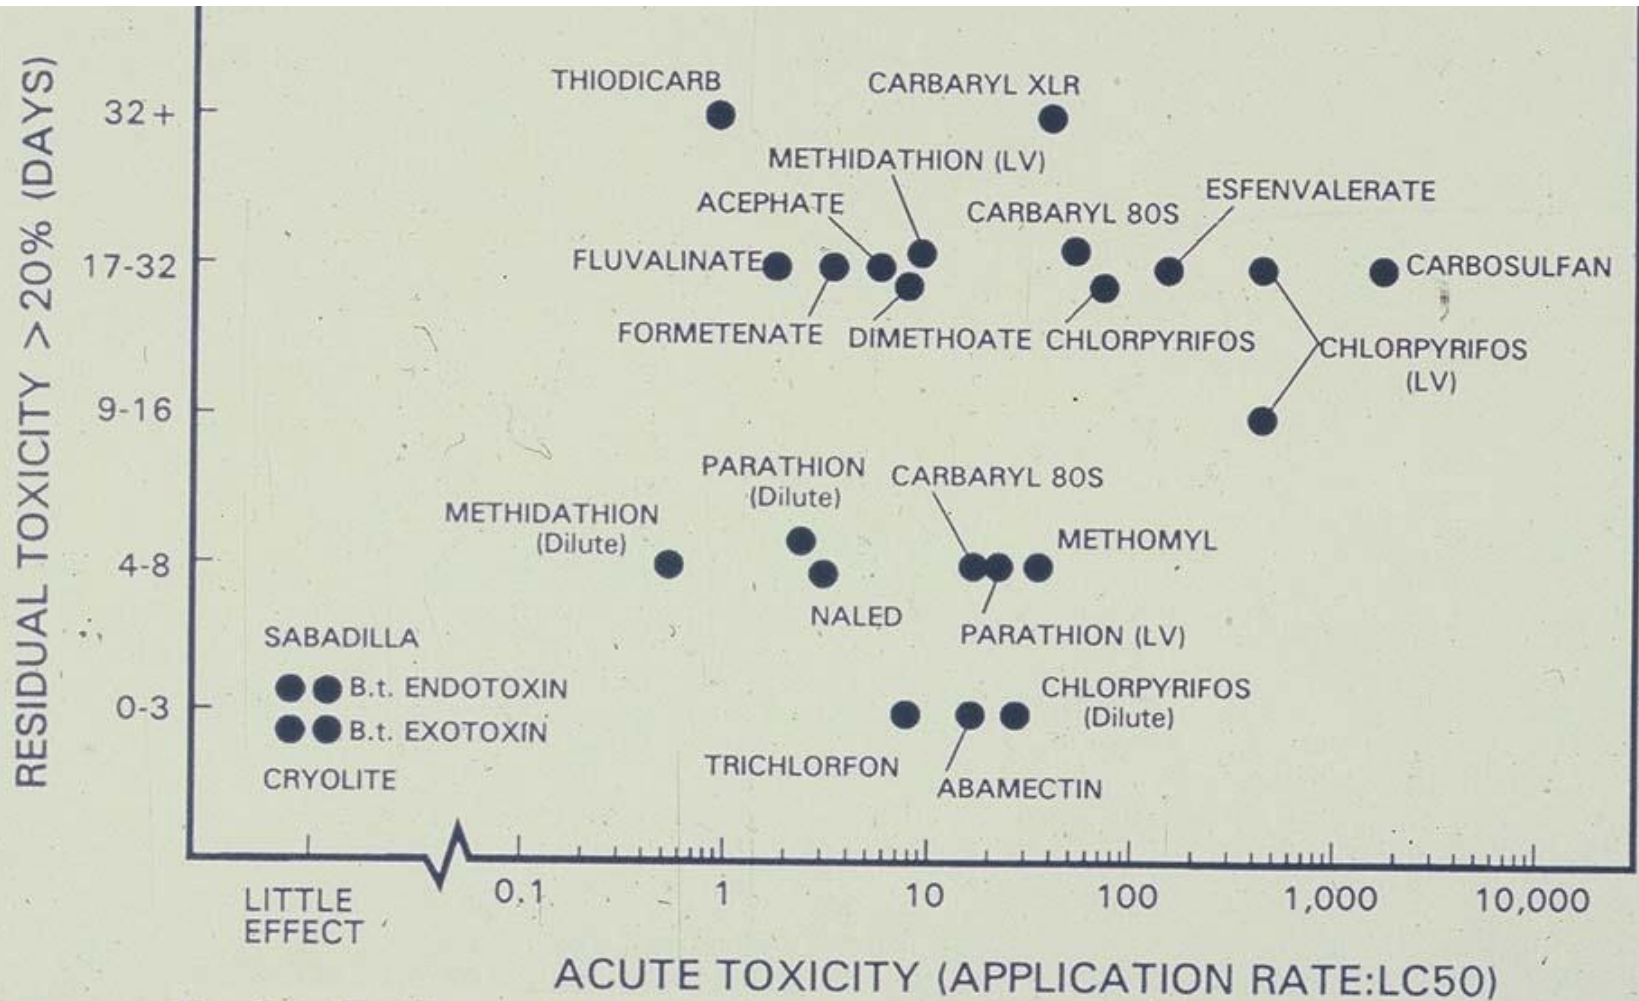 RESIDUAL TOXICITY >20% (DAYS)
32+
17-32
9-16
4-8
0-3
THIODICARB
CARBARYL XLR
METHIDATHION (LV)
ACEPHATE
CARBARYL 80S
ESFENVALERATE
FLUVALINATE
CARBOSULFAN
FORMETENATE
DIMETHOATE
CHLORPYRIFOS
CHLORPYRIFOS
(LV)
PARATHION
(Dilute)
CARBARYL 80S
METHIDATHION
(Dilute)
METHOMYL
NALED
PARATHION (LV)
SABADILLA
B.t. ENDOTOXIN
B.t. EXOTOXIN
CRYOLITE
CHLORPYRIFOS
(Dilute)
TRICHLORFON
ABAMECTIN
LITTLE
EFFECT
0.1
1
10
100
1,000
10,000
ACUTE TOXICITY (APPLICATION RATE:LC50)